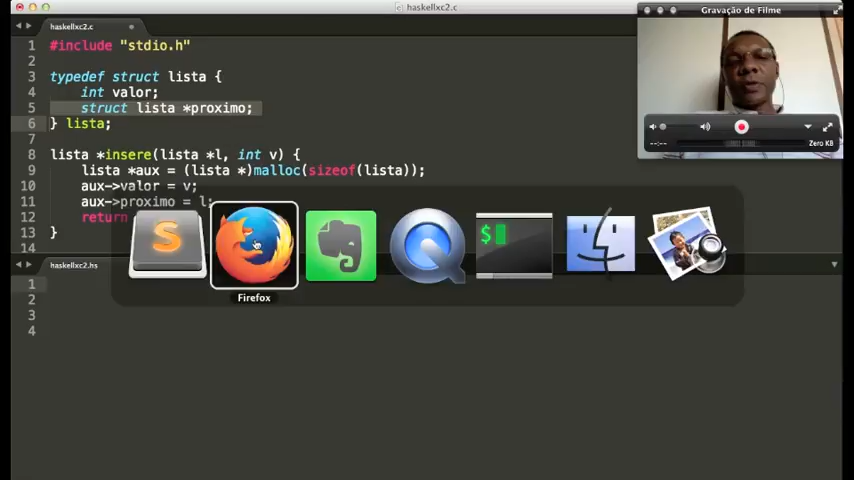 haskellxc2.c
haskellxc2.c
Gravação de Filme
1 #include "stdio.h"
2
3 typedef struct lista {
4 int valor;
5 struct lista *proximo;
6 } lista;
7
8 lista *insere(lista *l, int v) {
9 lista *aux = (lista *)malloc(sizeof(lista));
10 aux->valor = v;
11 aux->proximo = l;
12 return
13 }
14
--:--
Zero KB
S
$
Firefox
haskellxc2.hs
1
2
3
4